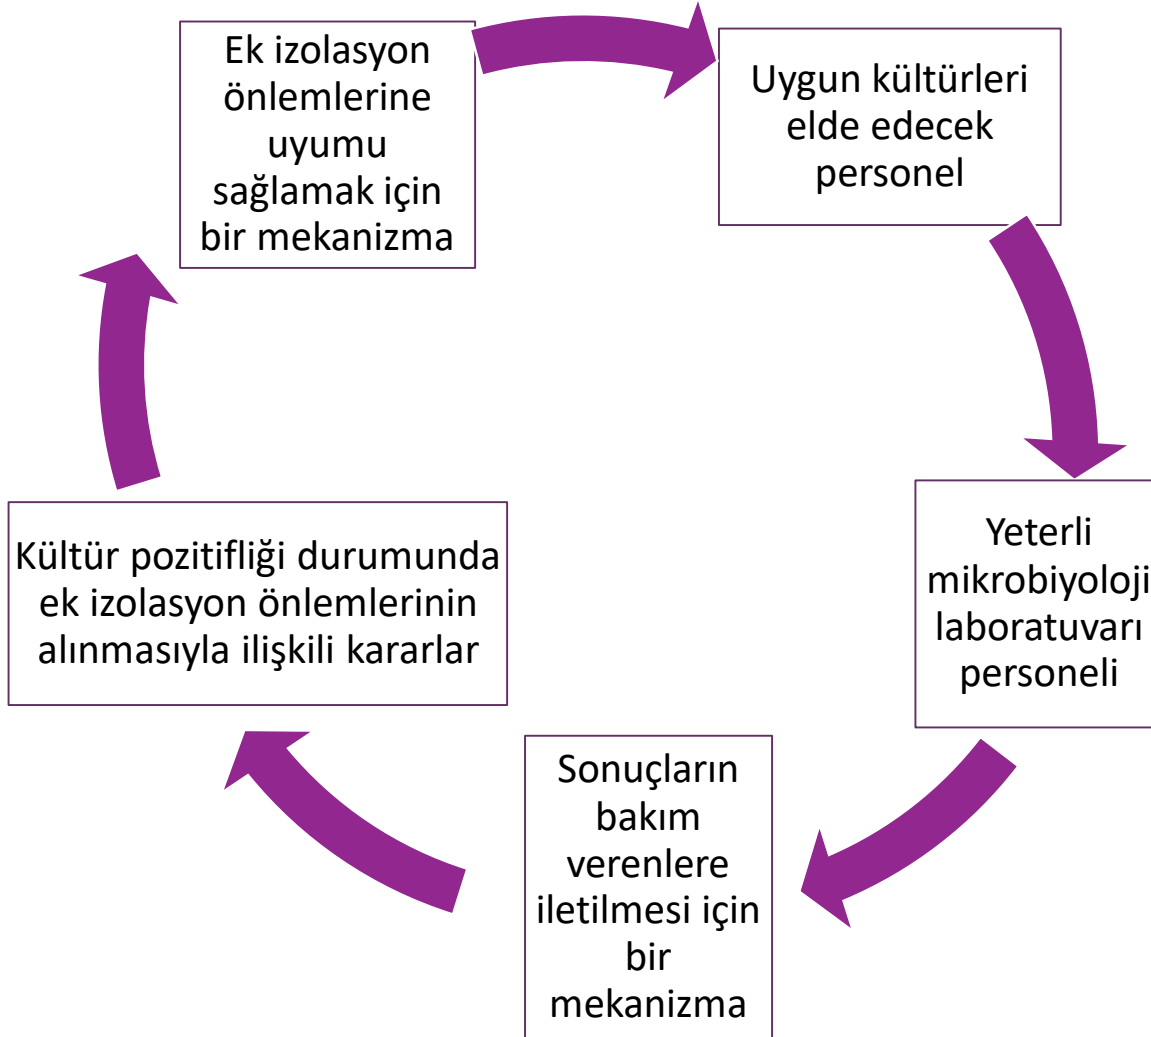 Ek izolasyon
önlemlerine
uyumu
sağlamak için
bir mekanizma
Uygun kültürleri
elde edecek
personel
Yeterli
mikrobiyoloji
laboratuvarı
personeli
Sonuçların
bakım
verenlere
iletilmesi için
bir
mekanizma
Kültür pozitifliği durumunda
ek izolasyon önlemlerinin
alınmasıyla ilişkili kararlar